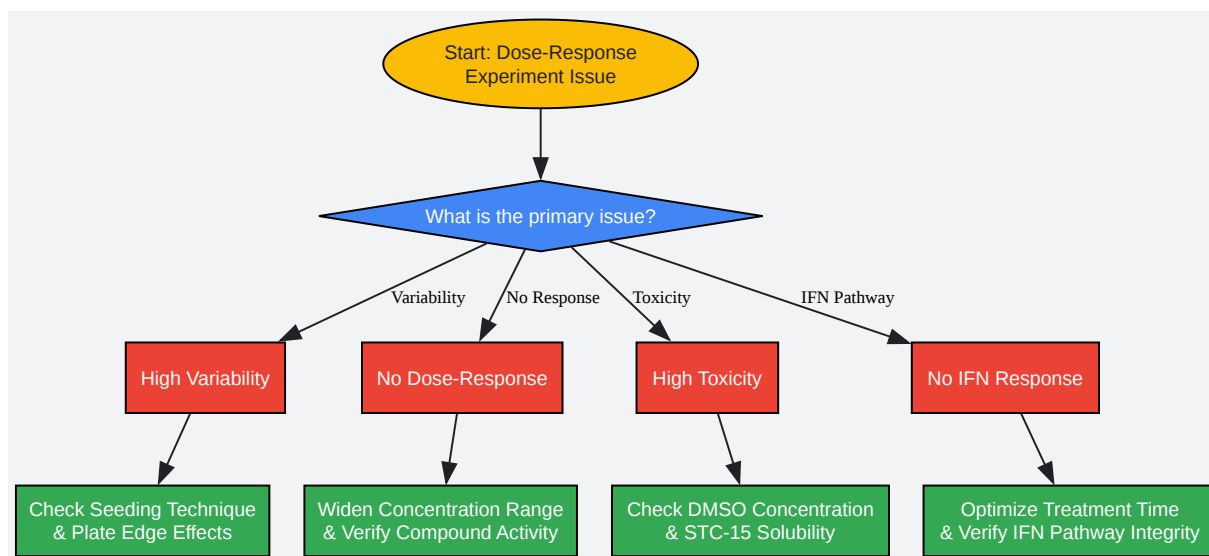 Start: Dose-Response
Experiment Issue
What is the primary issue?
Variability
No Response
Toxicity
IFN Pathway
High Variability
No Dose-Response
High Toxicity
No IFN Response
Check Seeding Technique
& Plate Edge Effects
Widen Concentration Range
& Verify Compound Activity
Check DMSO Concentration
& STC-15 Solubility
Optimize Treatment Time
& Verify IFN Pathway Integrity